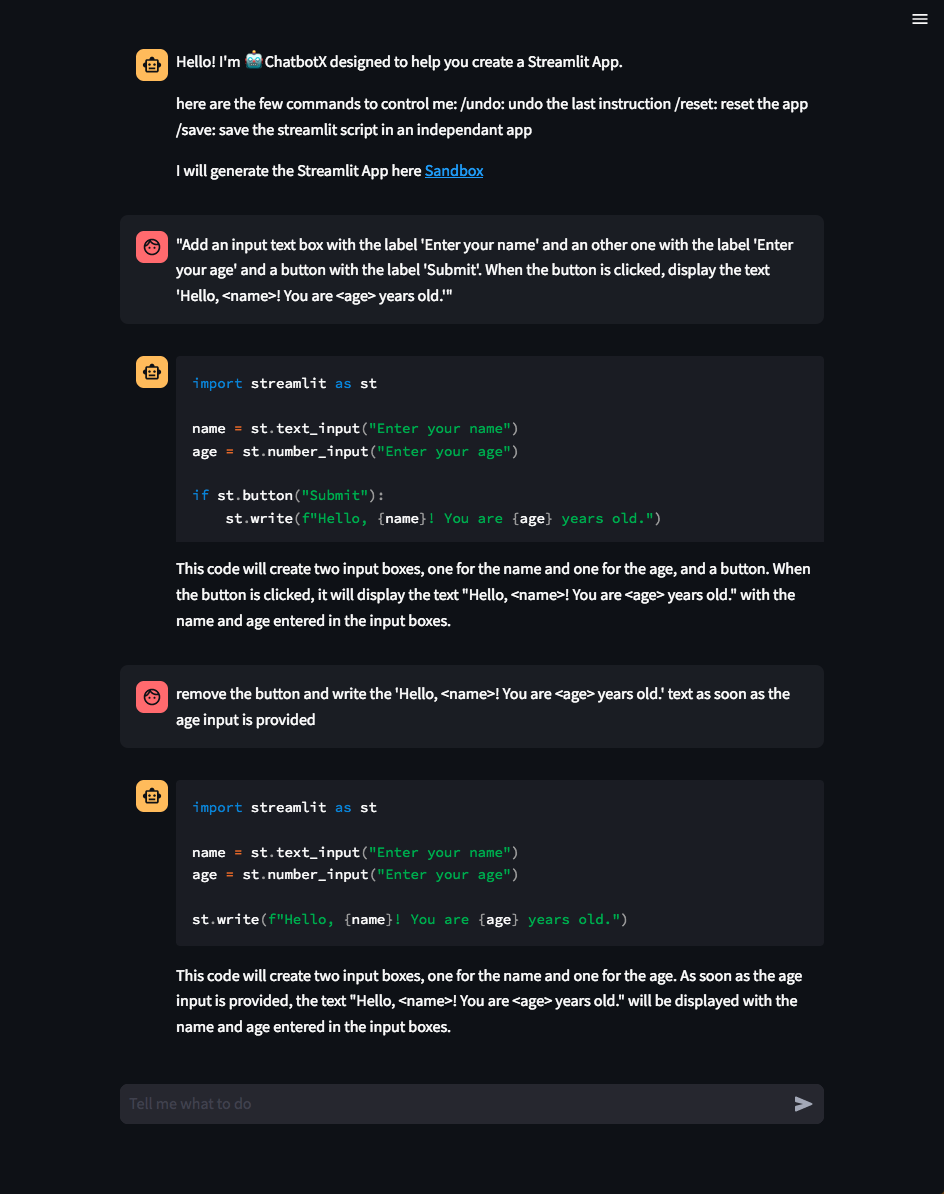 Hello! I'm 🤖ChatbotX designed to help you create a Streamlit App.
here are the few commands to control me: /undo: undo the last instruction /reset: reset the app
/save: save the streamlit script in an independant app
I will generate the Streamlit App here Sandbox
"Add an input text box with the label 'Enter your name' and an other one with the label 'Enter
your age' and a button with the label 'Submit'. When the button is clicked, display the text
'Hello, <name>! You are <age> years old.'"
import streamlit as st
name = st.text_input("Enter your name")
age = st.number_input("Enter your age")
if st.button("Submit"):
    st.write(f"Hello, {name}! You are {age} years old.")
This code will create two input boxes, one for the name and one for the age, and a button. When
the button is clicked, it will display the text "Hello, <name>! You are <age> years old." with the
name and age entered in the input boxes.
remove the button and write the 'Hello, <name>! You are <age> years old.' text as soon as the
age input is provided
import streamlit as st
name = st.text_input("Enter your name")
age = st.number_input("Enter your age")
st.write(f"Hello, {name}! You are {age} years old.")
This code will create two input boxes, one for the name and one for the age. As soon as the age
input is provided, the text "Hello, <name>! You are <age> years old." will be displayed with the
name and age entered in the input boxes.
Tell me what to do